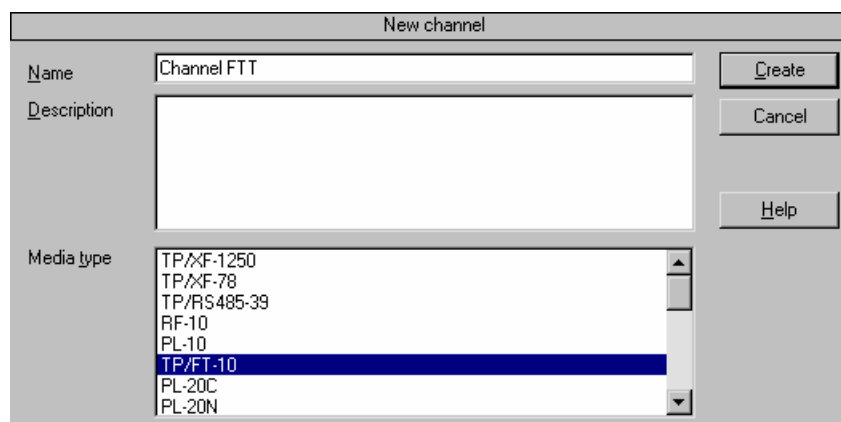 New channel
Name
Channel FTT
Create
Description
Cancel
Help
Media type
TP/XF-1250
TP/XF-78
TP/RS485-39
RF-10
PL-10
TP/FT-10
PL-20C
PL-20N